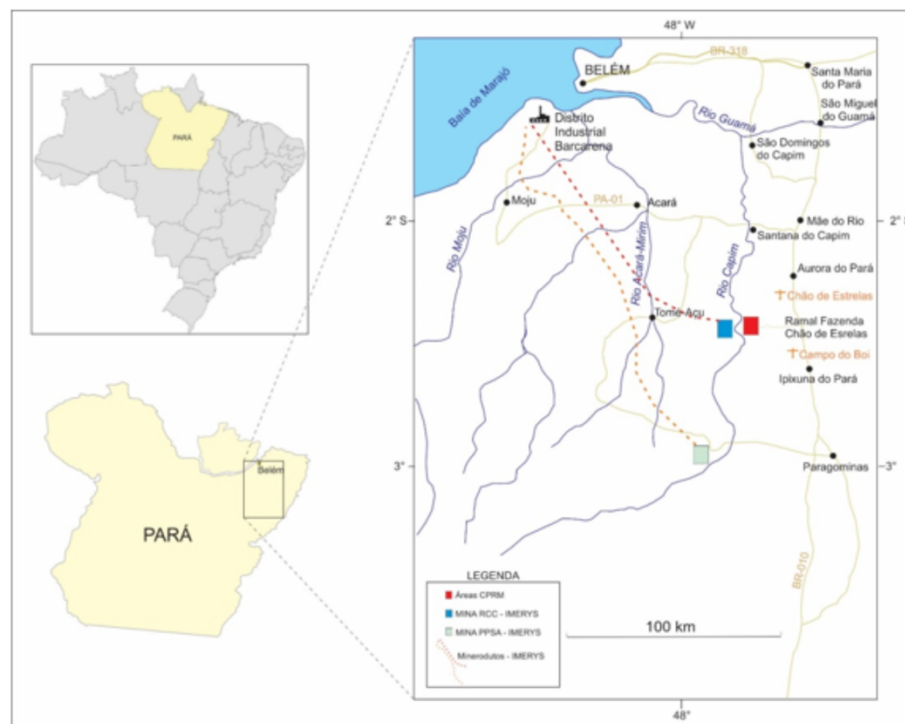 PARÁ
Belém
PARÁ
48° W
BR-318
BELÉM
Santa Maria
do Pará
Baía de Marajó
São Miguel
do Guamá
Distrito
Industrial
Barcarena
Rio Guamá
São Domingos
do Capim
Moju
PA-01
Acará
2° S
2° S
Mãe do Rio
Santana do Capim
Rio Moju
Rio Acará-Mirim
Rio Capim
Aurora do Pará
Chão de Estrelas
Tome-Açu
Ramal Fazenda
Chão de Esrelas
Campo do Boi
Ipixuna do Pará
3°
Paragominas
3°
BR-010
LEGENDA
Áreas CPRM
MINA RCC - IMERYS
MINA PPSA - IMERYS
Minerodutos - IMERYS
100 km
48°